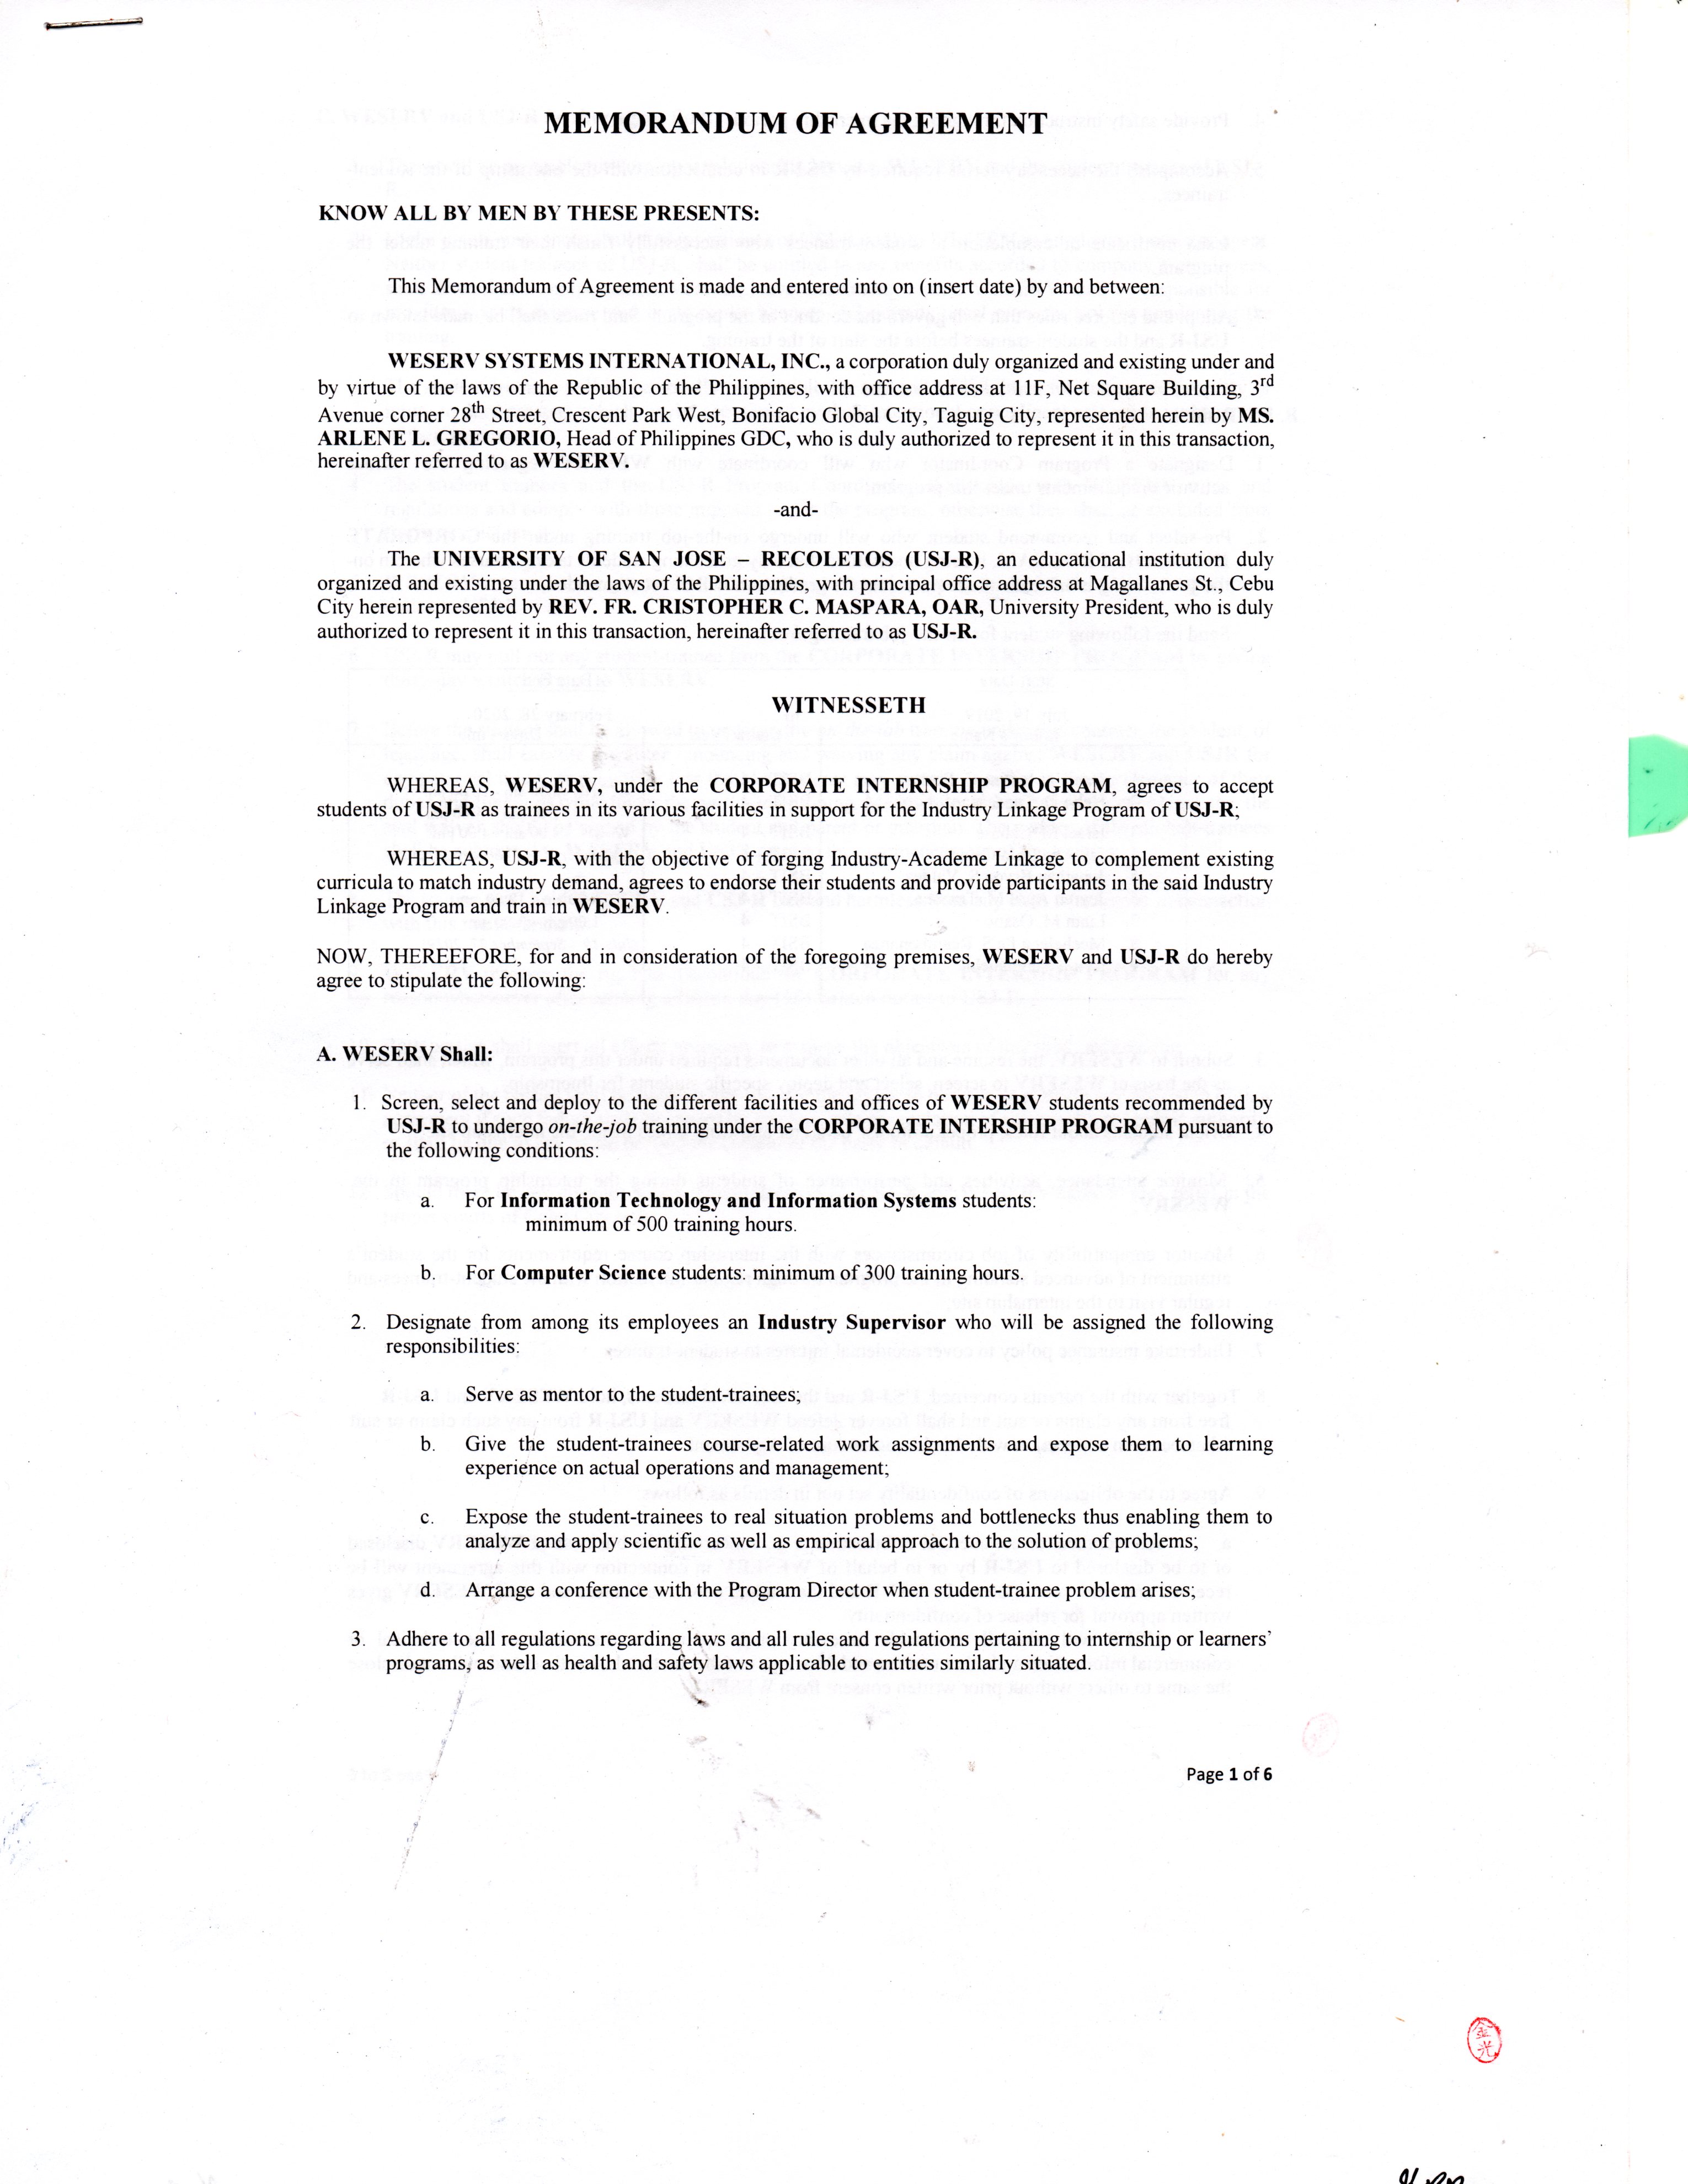 MEMORANDUM OF AGREEMENT
KNOW ALL BY MEN BY THESE PRESENTS:
This Memorandum of Agreement is made and entered into on (insert date) by and between:
WESERV SYSTEMS INTERNATIONAL, INC., a corporation duly organized and existing under and
by virtue of the laws of the Republic of the Philippines, with office address at 11F, Net Square Building, 3rd
Avenue corner 28th Street, Crescent Park West, Bonifacio Global City, Taguig City, represented herein by MS.
ARLENE L. GREGORIO, Head of Philippines GDC, who is duly authorized to represent it in this transaction,
hereinafter referred to as WESERV.
-and-
The UNIVERSITY OF SAN JOSE – RECOLETOS (USJ-R), an educational institution duly
organized and existing under the laws of the Philippines, with principal office address at Magallanes St., Cebu
City herein represented by REV. FR. CRISTOPHER C. MASPARA, OAR, University President, who is duly
authorized to represent it in this transaction, hereinafter referred to as USJ-R.
WITNESSETH
WHEREAS, WESERV, under the CORPORATE INTERNSHIP PROGRAM, agrees to accept
students of USJ-R as trainees in its various facilities in support for the Industry Linkage Program of USJ-R;
WHEREAS, USJ-R, with the objective of forging Industry-Academe Linkage to complement existing
curricula to match industry demand, agrees to endorse their students and provide participants in the said Industry
Linkage Program and train in WESERV.
NOW, THEREEFORE, for and in consideration of the foregoing premises, WESERV and USJ-R do hereby
agree to stipulate the following:
A. WESERV Shall:
1. Screen, select and deploy to the different facilities and offices of WESERV students recommended by
USJ-R to undergo on-the-job training under the CORPORATE INTERSHIP PROGRAM pursuant to
the following conditions:
a. For Information Technology and Information Systems students:
minimum of 500 training hours.
b. For Computer Science students: minimum of 300 training hours.
2. Designate from among its employees an Industry Supervisor who will be assigned the following
responsibilities:
a. Serve as mentor to the student-trainees;
b. Give the student-trainees course-related work assignments and expose them to learning
experience on actual operations and management;
c. Expose the student-trainees to real situation problems and bottlenecks thus enabling them to
analyze and apply scientific as well as empirical approach to the solution of problems;
d. Arrange a conference with the Program Director when student-trainee problem arises;
3. Adhere to all regulations regarding laws and all rules and regulations pertaining to internship or learners'
programs, as well as health and safety laws applicable to entities similarly situated.
Page 1 of 6
金光